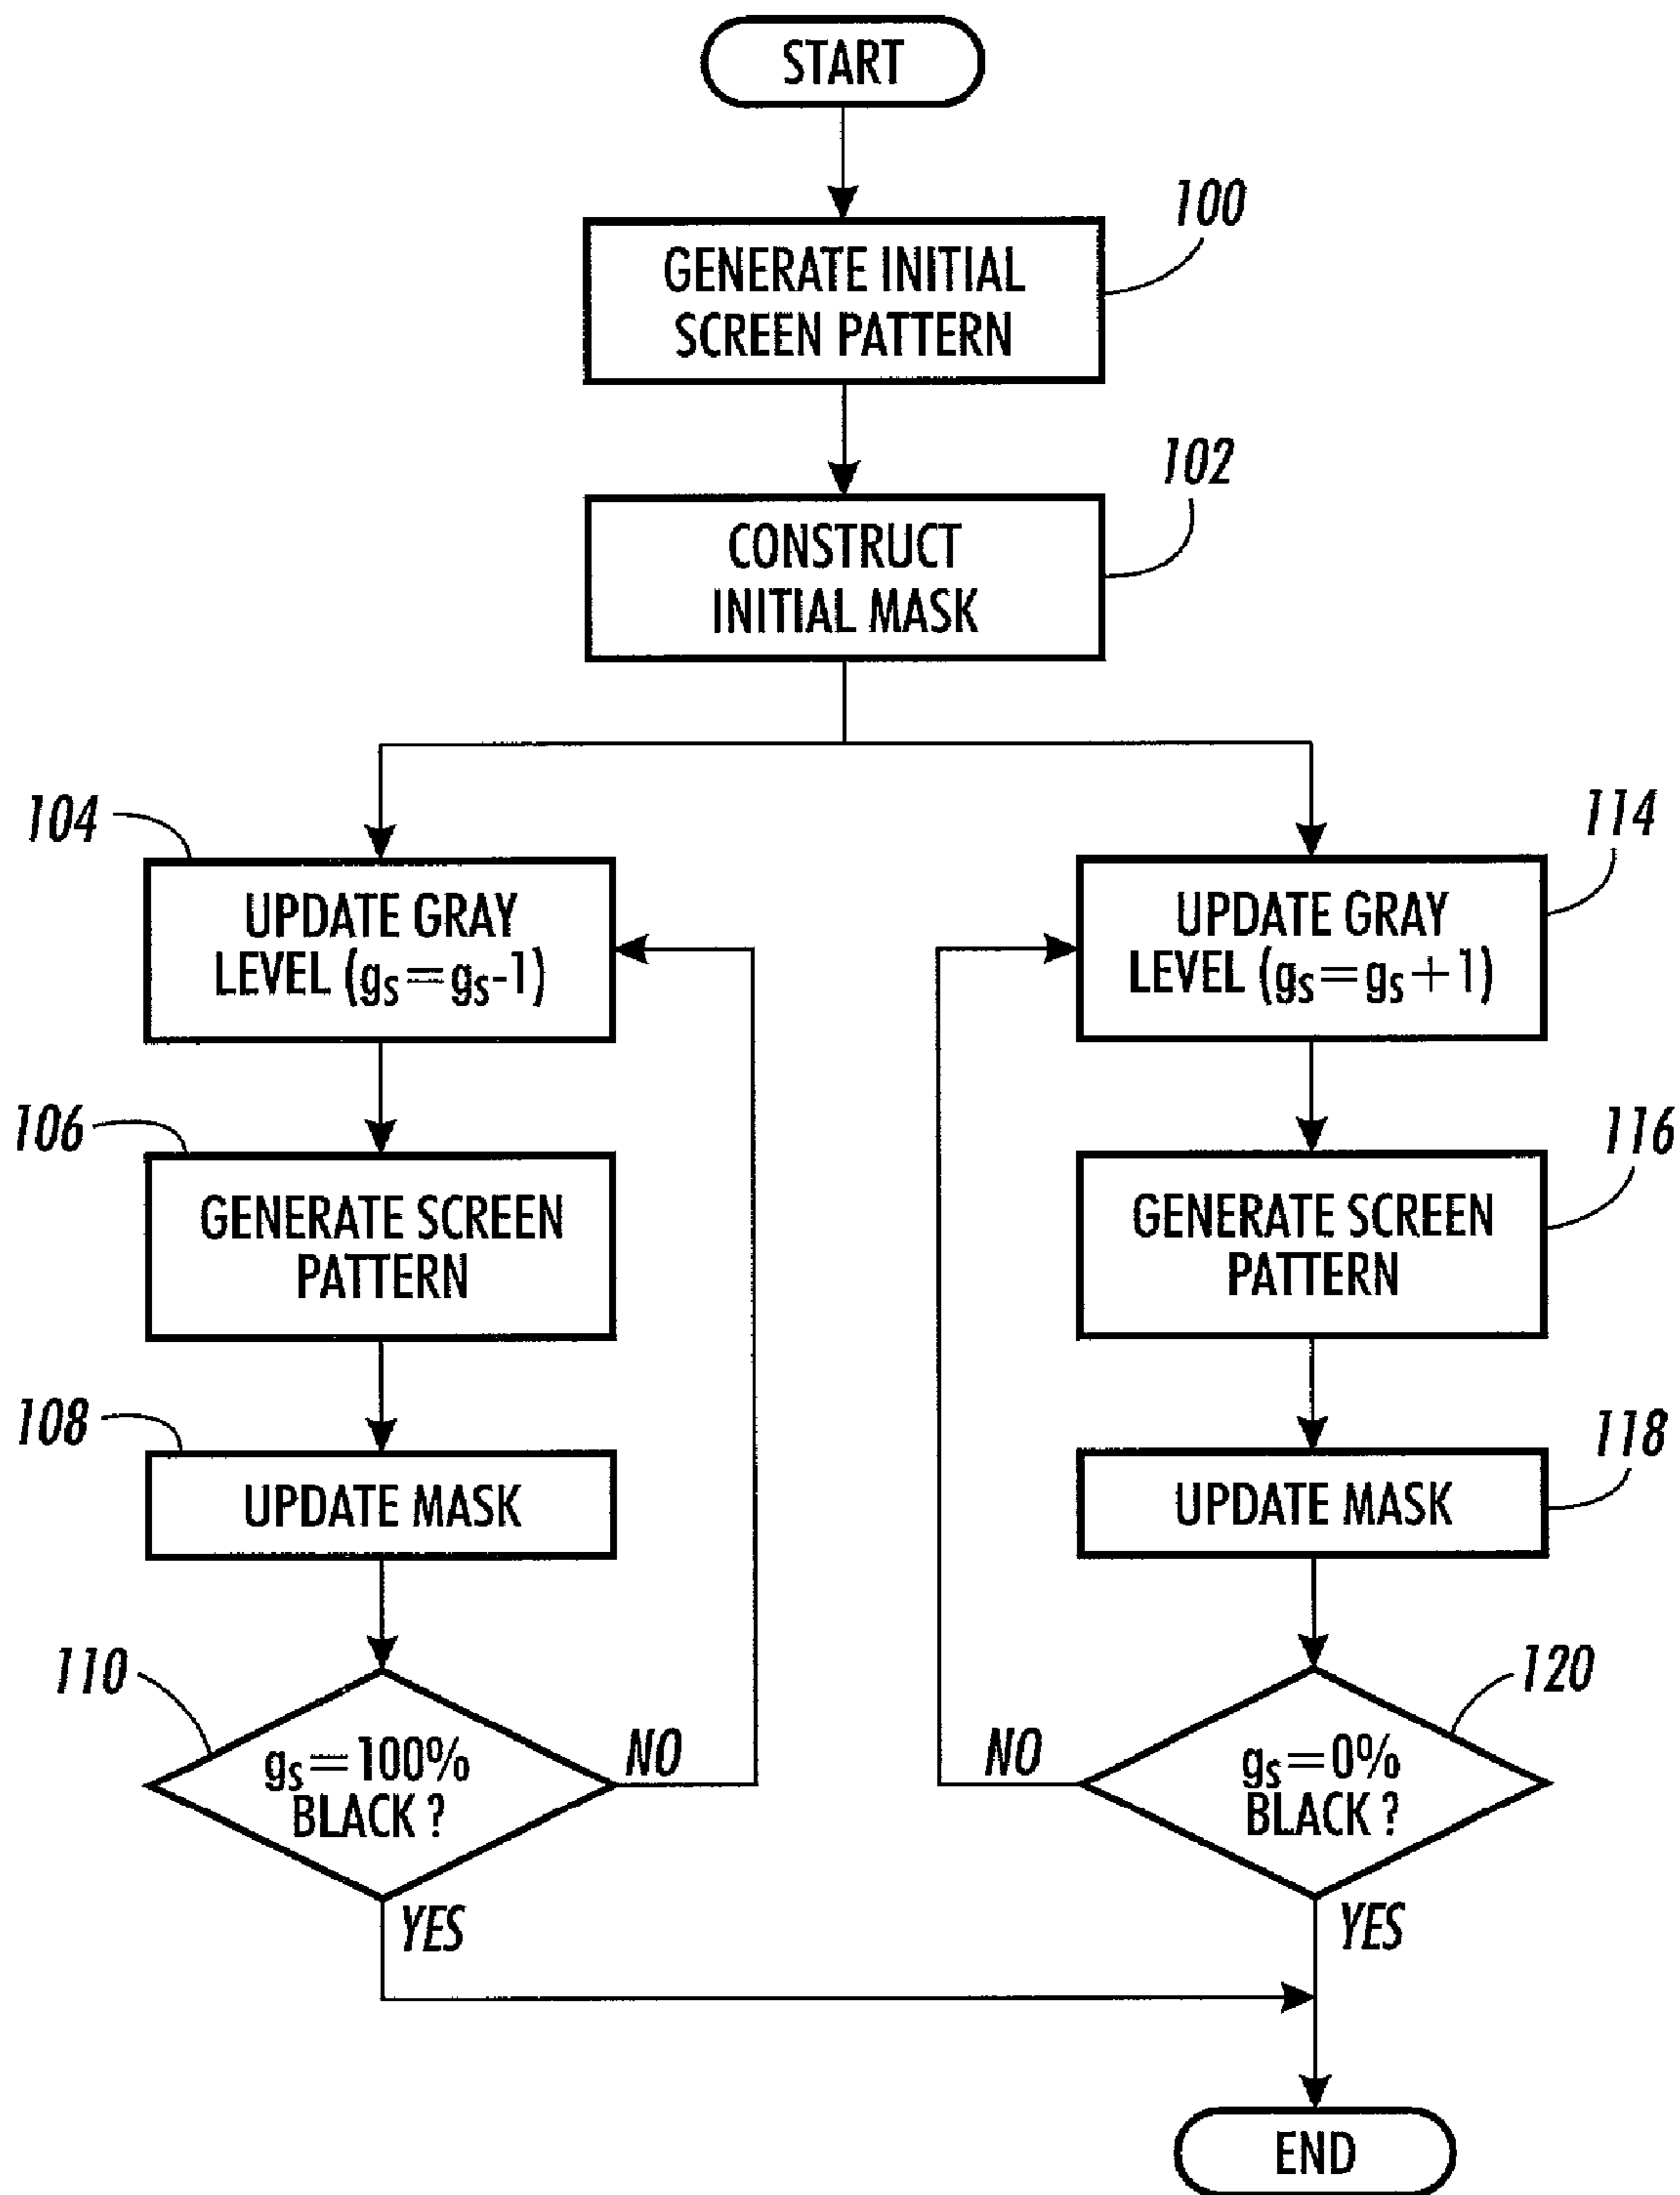 START
100
GENERATE INITIAL
SCREEN PATTERN
102
CONSTRUCT
INITIAL MASK
104
UPDATE GRAY
LEVEL (gs=gs-1)
106
GENERATE SCREEN
PATTERN
108
UPDATE MASK
110
gs=100%
BLACK?
NO
YES
114
UPDATE GRAY
LEVEL (gs=gs+1)
116
GENERATE SCREEN
PATTERN
118
UPDATE MASK
120
gs=0%
BLACK?
NO
YES
END